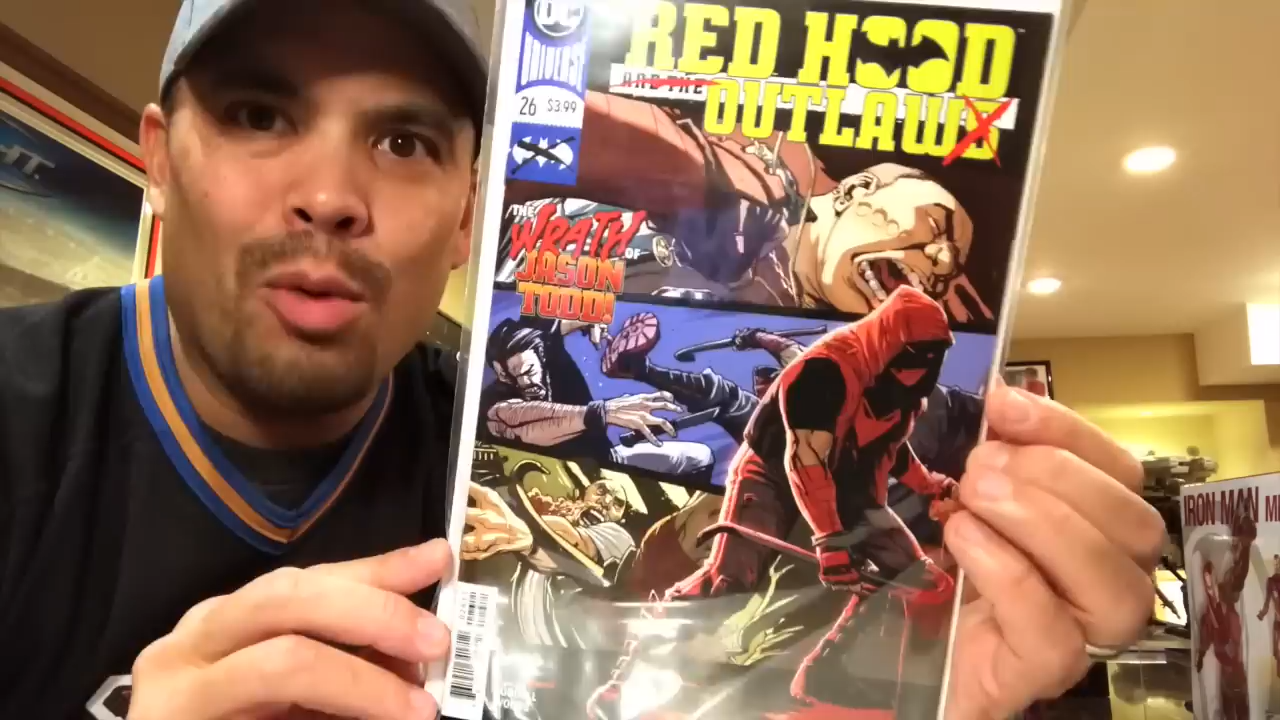 DC
UNIVERSE
26 $3.99
RED HOOD
AND THE
OUTLAWS
THE
WRATH OF
JASON
TODD!
IRON MAN